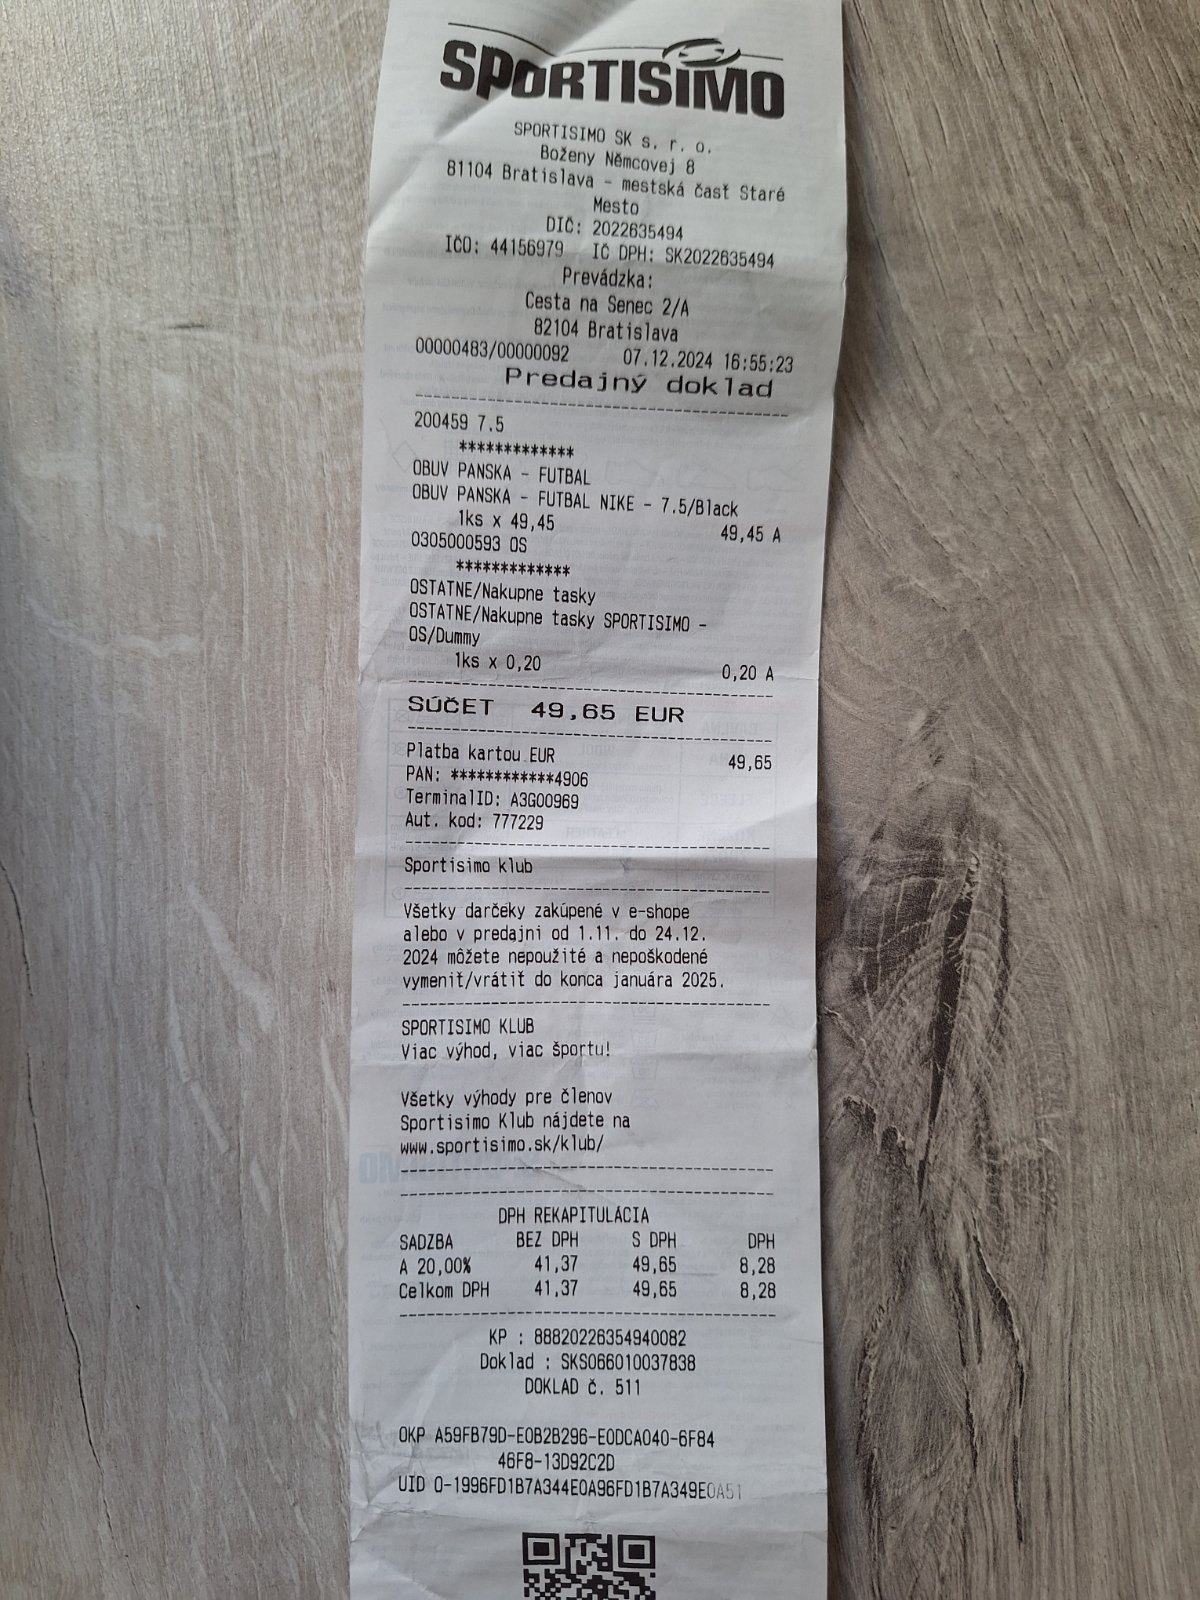 SPORTISIMO
SPORTISIMO SK s. r. o.
Boženy Němcovej 8
81104 Bratislava - mestská časť Staré
Mesto
DIČ: 2022635494
IČO: 44156979 IČ DPH: SK2022635494
Prevádzka:
Cesta na Senec 2/A
82104 Bratislava
00000483/00000092 07.12.2024 16:55:23
Predajný doklad
200459 7.5
*************
OBUV PANSKA - FUTBAL
OBUV PANSKA - FUTBAL NIKE - 7.5/Black
1ks x 49,45 49,45 A
0305000593 OS
*************
OSTATNE/Nakupne tasky
OSTATNE/Nakupne tasky SPORTISIMO -
OS/Dummy
1ks x 0,20 0,20 A
SÚČET 49,65 EUR
Platba kartou EUR 49,65
PAN: ************4906
TerminalID: A3G00969
Aut. kod: 777229
Sportisimo klub
Všetky darčeky zakúpené v e-shope
alebo v predajni od 1.11. do 24.12.
2024 môžete nepoužité a nepoškodené
vymeniť/vrátiť do konca januára 2025.
SPORTISIMO KLUB
Viac výhod, viac športu!
Všetky výhody pre členov
Sportisimo Klub nájdete na
www.sportisimo.sk/klub/
DPH REKAPITULÁCIA
SADZBA BEZ DPH S DPH DPH
A 20,00% 41,37 49,65 8,28
Celkom DPH 41,37 49,65 8,28
KP : 88820226354940082
Doklad : SKS066010037838
DOKLAD č. 511
OKP A59FB79D-E0B2B296-E0DCA040-6F84
46F8-13D92C2D
UID O-1996FD1B7A344E0A96FD1B7A349E0A51